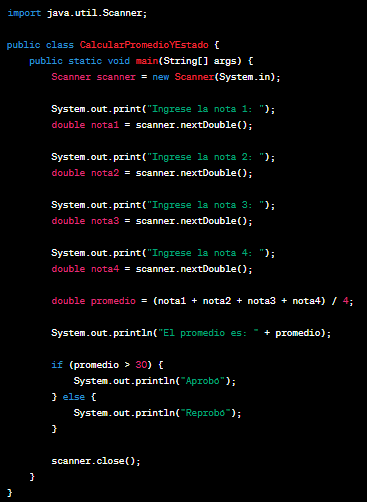 import java.util.Scanner;
public class CalcularPromedioYEstado {
public static void main(String[] args) {
Scanner scanner = new Scanner(System.in);
System.out.print("Ingrese la nota 1: ");
double nota1 = scanner.nextDouble();
System.out.print("Ingrese la nota 2: ");
double nota2 = scanner.nextDouble();
System.out.print("Ingrese la nota 3: ");
double nota3 = scanner.nextDouble();
System.out.print("Ingrese la nota 4: ");
double nota4 = scanner.nextDouble();
double promedio = (nota1 + nota2 + nota3 + nota4) / 4;
System.out.println("El promedio es: " + promedio);
if (promedio > 30) {
System.out.println("Aprobó");
} else {
System.out.println("Reprobó");
}
scanner.close();
}
}